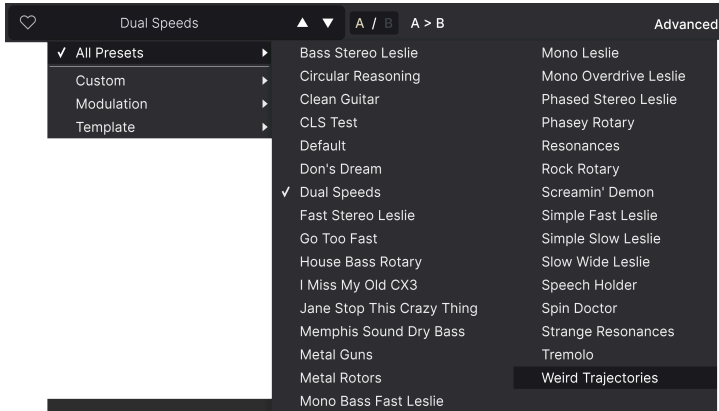 Dual Speeds
A / B
A > B
Advanced
✓ All Presets
Custom
Modulation
Template
Bass Stereo Leslie
Circular Reasoning
Clean Guitar
CLS Test
Default
Don's Dream
✓ Dual Speeds
Fast Stereo Leslie
Go Too Fast
House Bass Rotary
I Miss My Old CX3
Jane Stop This Crazy Thing
Memphis Sound Dry Bass
Metal Guns
Metal Rotors
Mono Bass Fast Leslie
Mono Leslie
Mono Overdrive Leslie
Phased Stereo Leslie
Phasey Rotary
Resonances
Rock Rotary
Screamin' Demon
Simple Fast Leslie
Simple Slow Leslie
Slow Wide Leslie
Speech Holder
Spin Doctor
Strange Resonances
Tremolo
Weird Trajectories